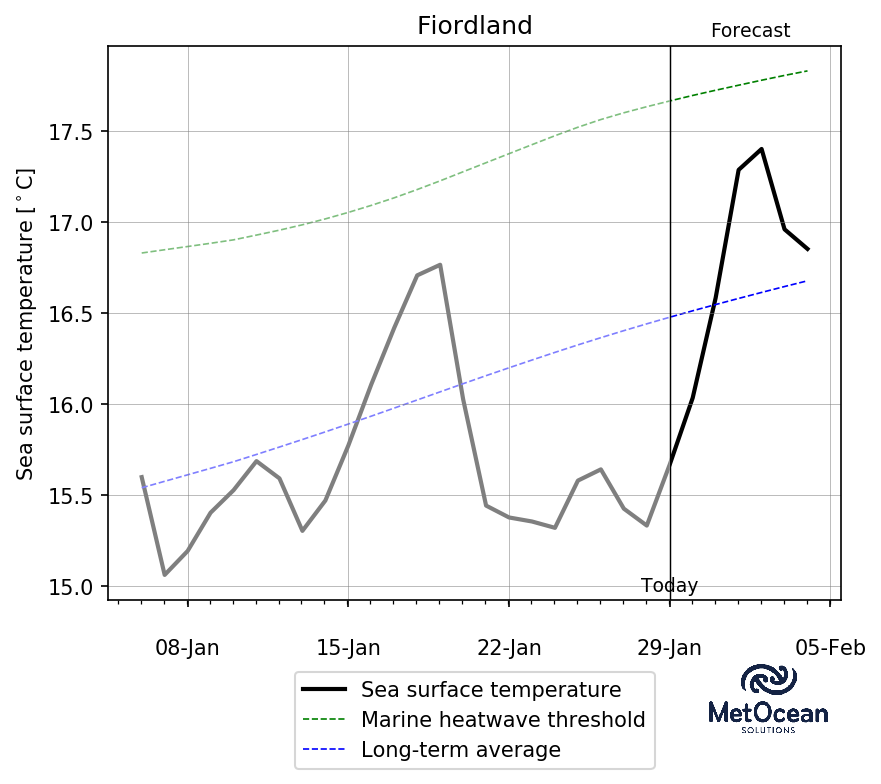 Fiordland
Forecast
Sea surface temperature [°C]
17.5
17.0
16.5
16.0
15.5
15.0
Today
08-Jan 15-Jan 22-Jan 29-Jan 05-Feb
Sea surface temperature
Marine heatwave threshold
Long-term average
MetOcean
SOLUTIONS